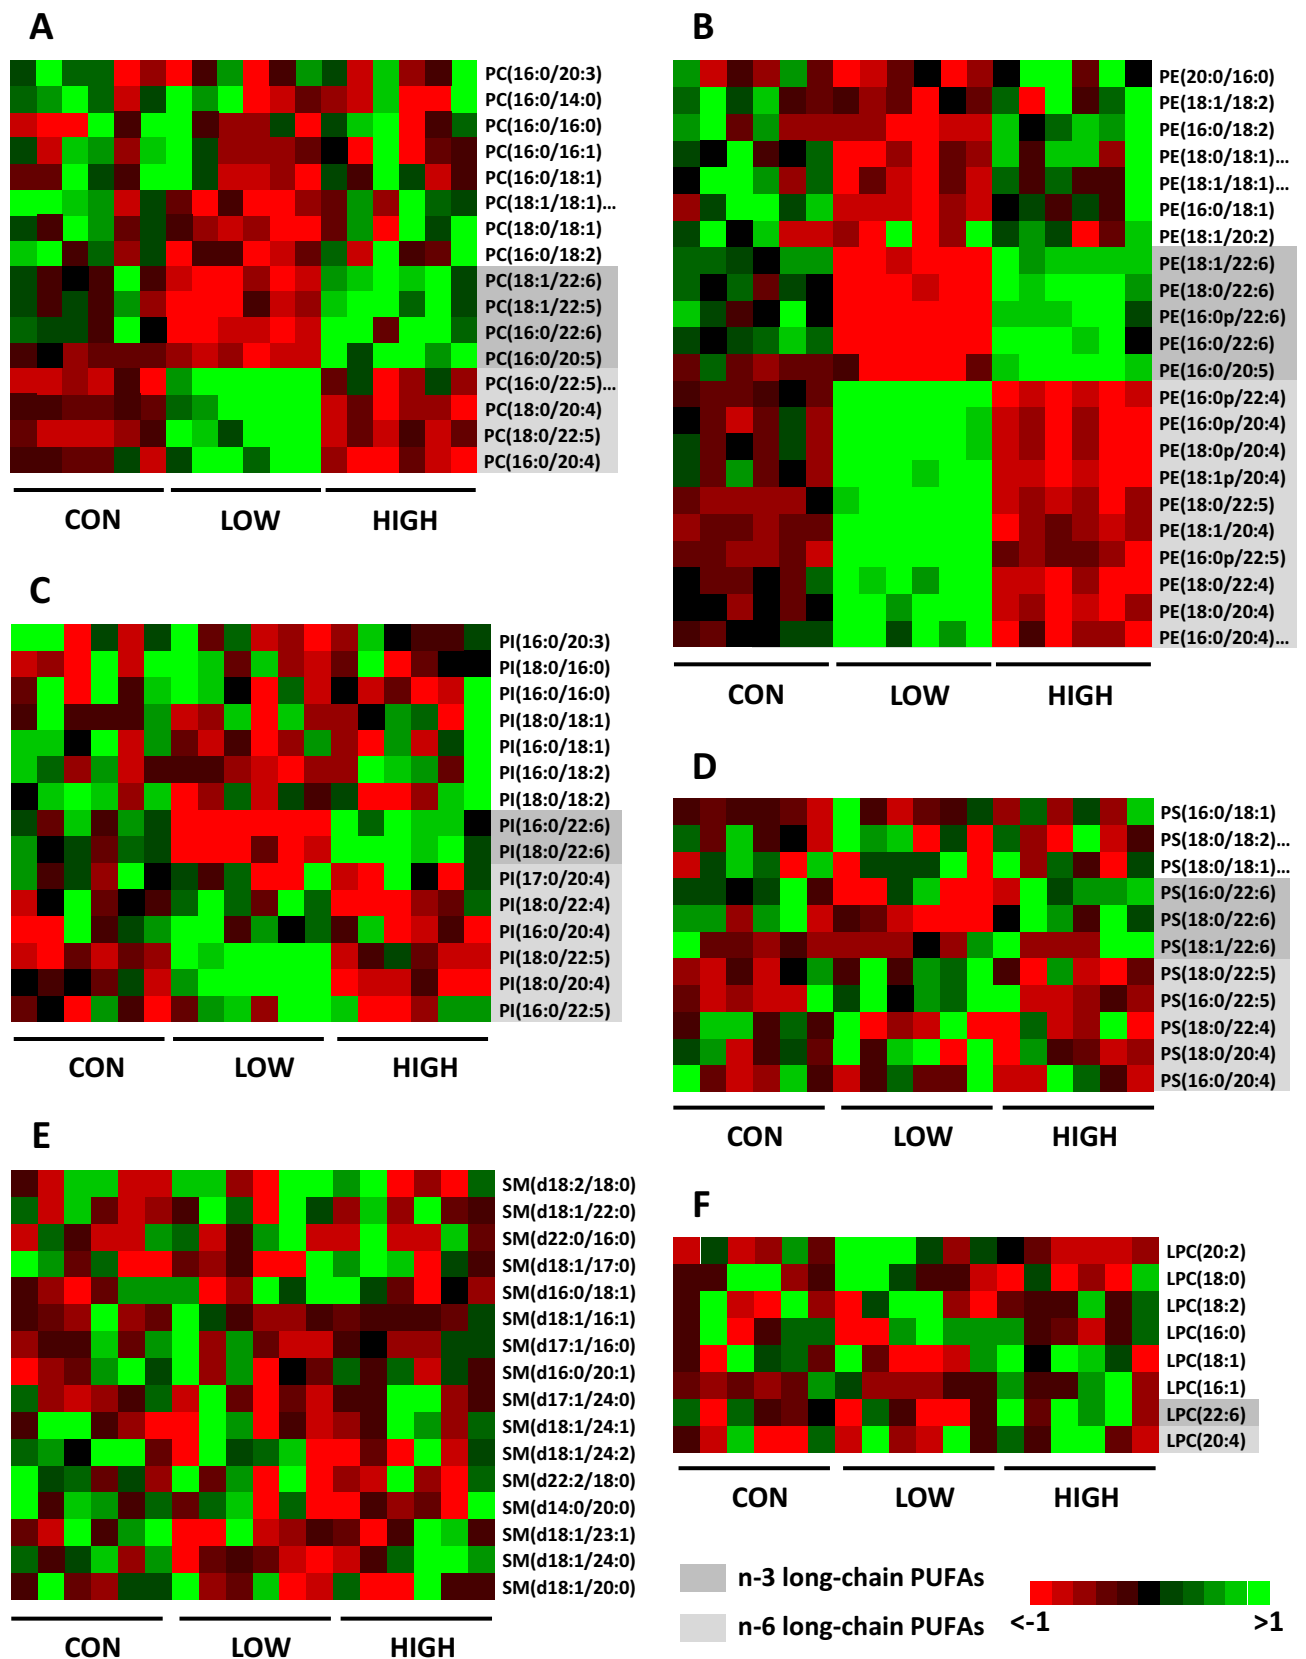 A
PC(16:0/20:3)
PC(16:0/14:0)
PC(16:0/16:0)
PC(16:0/16:1)
PC(16:0/18:1)
PC(18:1/18:1)...
PC(18:0/18:1)
PC(16:0/18:2)
PC(18:1/22:6)
PC(18:1/22:5)
PC(16:0/22:6)
PC(16:0/20:5)
PC(16:0/22:5)...
PC(18:0/20:4)
PC(18:0/22:5)
PC(16:0/20:4)
CON LOW HIGH
B
PE(20:0/16:0)
PE(18:1/18:2)
PE(16:0/18:2)
PE(18:0/18:1)...
PE(18:1/18:1)...
PE(16:0/18:1)
PE(18:1/20:2)
PE(18:1/22:6)
PE(18:0/22:6)
PE(16:0p/22:6)
PE(16:0/22:6)
PE(16:0/20:5)
PE(16:0p/22:4)
PE(16:0p/20:4)
PE(18:0p/20:4)
PE(18:1p/20:4)
PE(18:0/22:5)
PE(18:1/20:4)
PE(16:0p/22:5)
PE(18:0/22:4)
PE(18:0/20:4)
PE(16:0/20:4)...
CON LOW HIGH
C
PI(16:0/20:3)
PI(18:0/16:0)
PI(16:0/16:0)
PI(18:0/18:1)
PI(16:0/18:1)
PI(16:0/18:2)
PI(18:0/18:2)
PI(16:0/22:6)
PI(18:0/22:6)
PI(17:0/20:4)
PI(18:0/22:4)
PI(16:0/20:4)
PI(18:0/22:5)
PI(18:0/20:4)
PI(16:0/22:5)
CON LOW HIGH
D
PS(16:0/18:1)
PS(18:0/18:2)...
PS(18:0/18:1)...
PS(16:0/22:6)
PS(18:0/22:6)
PS(18:1/22:6)
PS(18:0/22:5)
PS(16:0/22:5)
PS(18:0/22:4)
PS(18:0/20:4)
PS(16:0/20:4)
CON LOW HIGH
E
SM(d18:2/18:0)
SM(d18:1/22:0)
SM(d22:0/16:0)
SM(d18:1/17:0)
SM(d16:0/18:1)
SM(d18:1/16:1)
SM(d17:1/16:0)
SM(d16:0/20:1)
SM(d17:1/24:0)
SM(d18:1/24:1)
SM(d18:1/24:2)
SM(d22:2/18:0)
SM(d14:0/20:0)
SM(d18:1/23:1)
SM(d18:1/24:0)
SM(d18:1/20:0)
CON LOW HIGH
F
LPC(20:2)
LPC(18:0)
LPC(18:2)
LPC(16:0)
LPC(18:1)
LPC(16:1)
LPC(22:6)
LPC(20:4)
CON LOW HIGH
n-3 long-chain PUFAs
n-6 long-chain PUFAs
<-1 >1